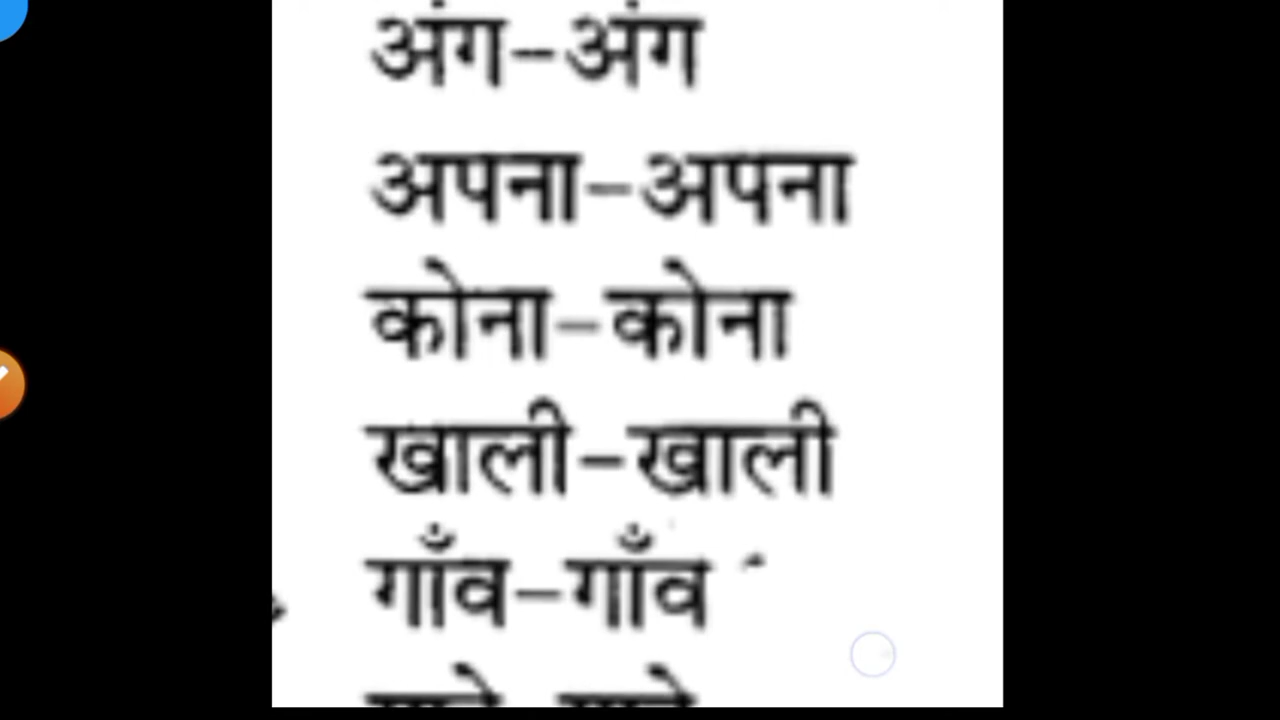 अंग-अंग
अपना-अपना
कोना-कोना
खाली-खाली
गाँव-गाँव